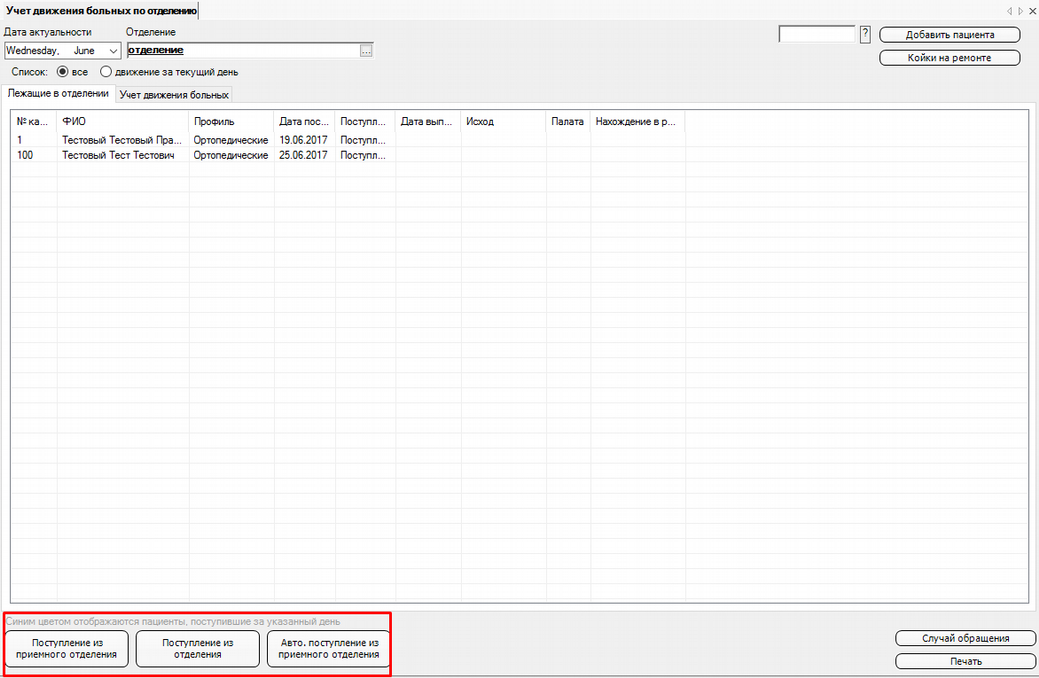 Учет движения больных по отделению
Дата актуальности Отделение
Wednesday, June отделение ... ? Добавить пациента
Койки на ремонте
Список: все движение за текущий день
Лежащие в отделении Учет движения больных
№ ка... ФИО Профиль Дата пос... Поступл... Дата вып... Исход Палата Нахождение в р...
1 Тестовый Тестовый Пра... Ортопедические 19.06.2017 Поступл...
100 Тестовый Тест Тестович Ортопедические 25.06.2017 Поступл...
Синим цветом отображаются пациенты, поступившие за указанный день
Поступление из
приемного отделения
Поступление из
отделения
Авто. поступление из
приемного отделения
Случай обращения
Печать